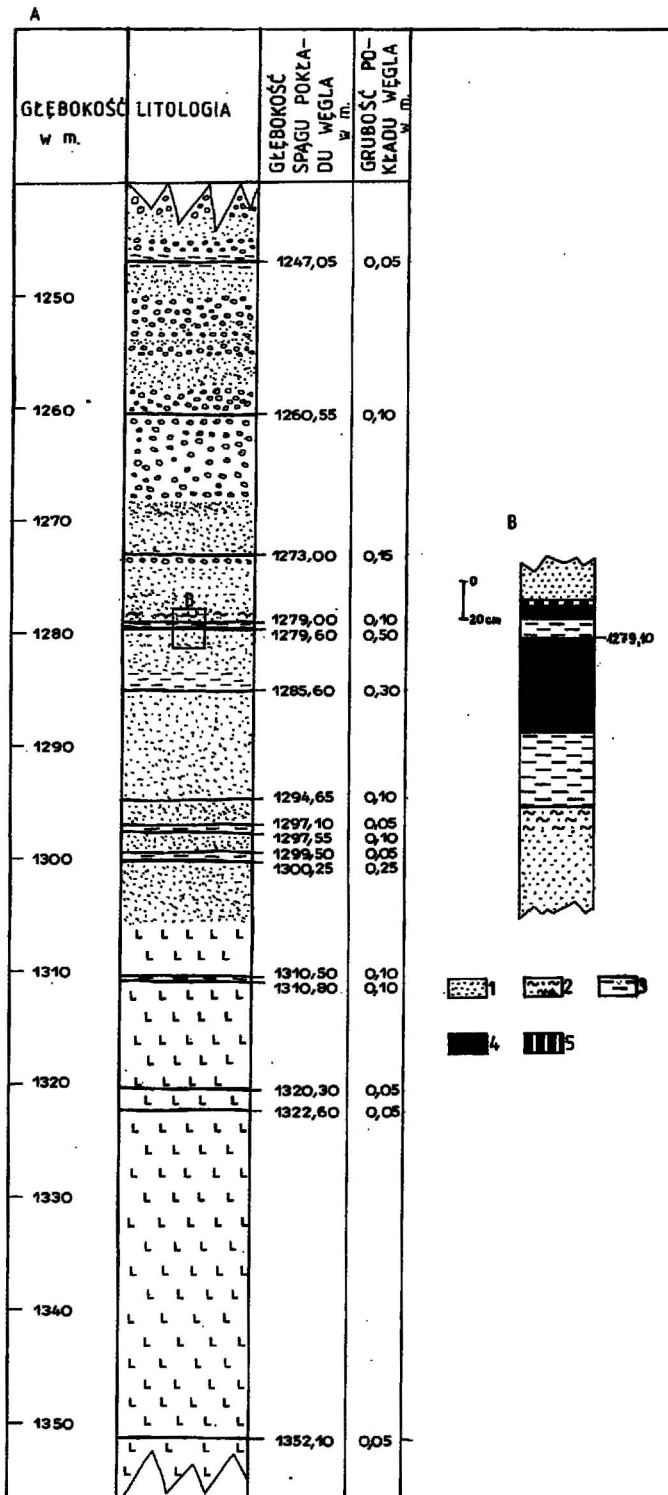 A
GŁĘBOKOŚĆ
w m.
LITOLOGIA
GŁĘBOKOŚĆ
SPĄGU POKŁA-
DU WĘGLA
w m.
GRUBOŚĆ PO-
KŁADU WĘGLA
w m.
1247,05 0,05
1250
1260
1260,55 0,10
1270
1273,00 0,15
B
1279,00 0,10
1280
1279,60 0,50
1285,60 0,30
1290
1294,65 0,10
1297,10 0,05
1297,55 0,10
1300
1299,50 0,05
1300,25 0,25
1310
1310,50 0,10
1310,80 0,10
1320
1320,30 0,05
1322,60 0,05
1330
1340
1350
1352,10 0,05
B
0
20cm
1279,10
1 2 3
4 5